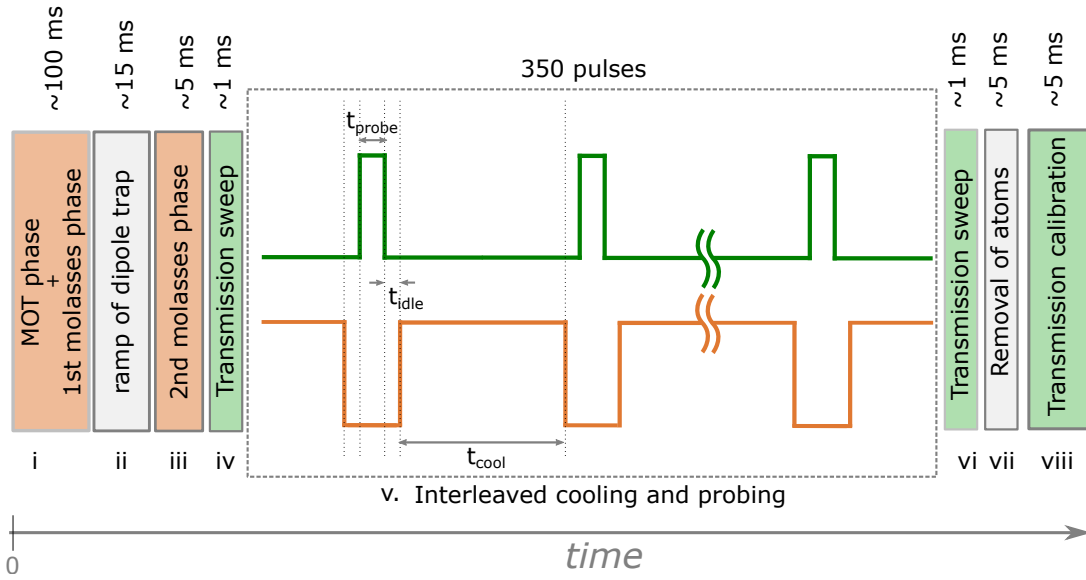 ~100 ms
~15 ms
~5 ms
~1 ms
350 pulses
~1 ms
~5 ms
~5 ms
MOT phase
+
1st molasses phase
ramp of dipole trap
2nd molasses phase
Transmission sweep
t_probe
t_idle
t_cool
Transmission sweep
Removal of atoms
Transmission calibration
i
ii
iii
iv
v. Interleaved cooling and probing
vi
vii
viii
0
time